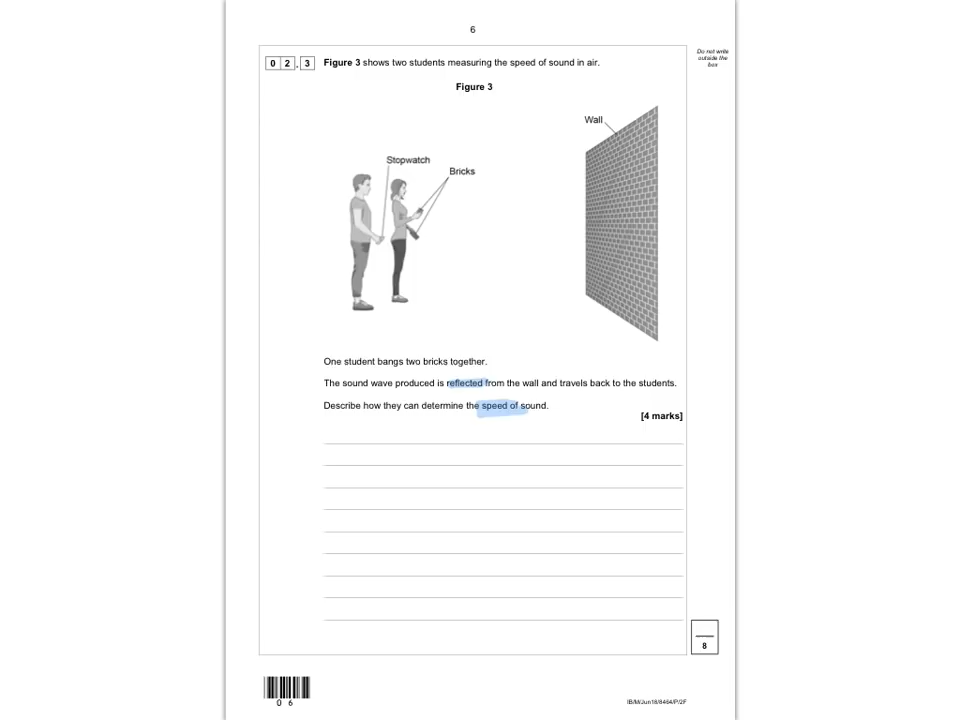 6
0 2 . 3 Figure 3 shows two students measuring the speed of sound in air.
Do not write
outside the
box
Figure 3
Wall
Stopwatch
Bricks
One student bangs two bricks together.
The sound wave produced is reflected from the wall and travels back to the students.
Describe how they can determine the speed of sound.
[4 marks]
8
0 6
IB/M/Jun18/8464/P/2F